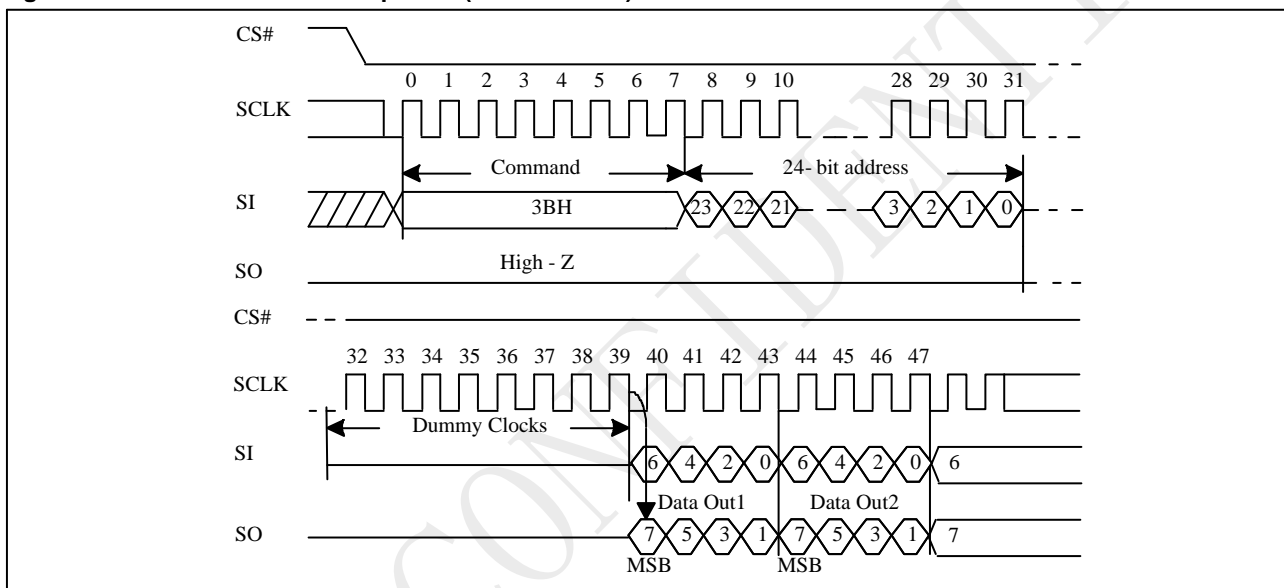 CS#
0 1 2 3 4 5 6 7 8 9 10 28 29 30 31
SCLK
Command 24- bit address
SI 3BH 23 22 21 3 2 1 0
SO High - Z
CS#
32 33 34 35 36 37 38 39 40 41 42 43 44 45 46 47
SCLK
Dummy Clocks
SI 6 4 2 0 6 4 2 0 6
Data Out1 Data Out2
SO 7 5 3 1 7 5 3 1 7
MSB MSB